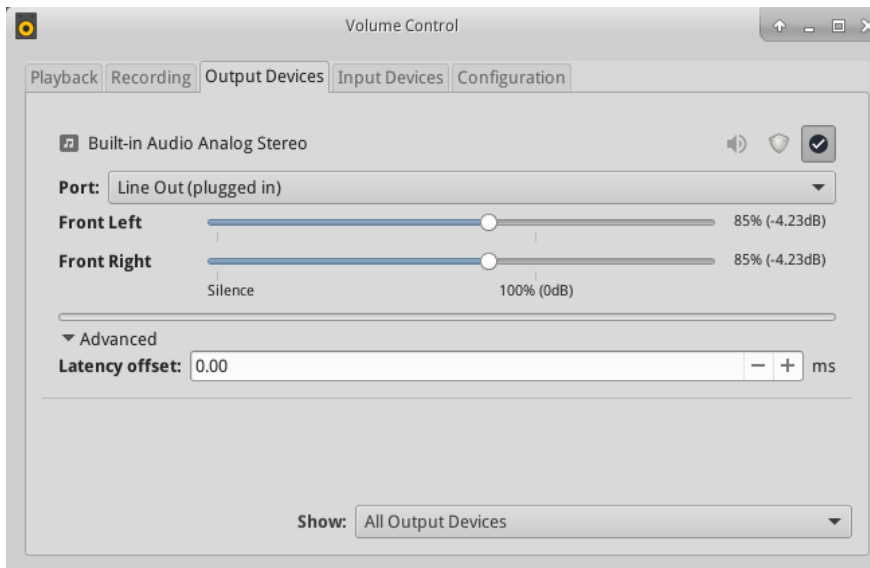 Volume Control
Playback Recording Output Devices Input Devices Configuration
Built-in Audio Analog Stereo
Port: Line Out (plugged in)
Front Left 85% (-4.23dB)
Front Right 85% (-4.23dB)
Silence 100% (0dB)
Advanced
Latency offset: 0.00 ms
Show: All Output Devices